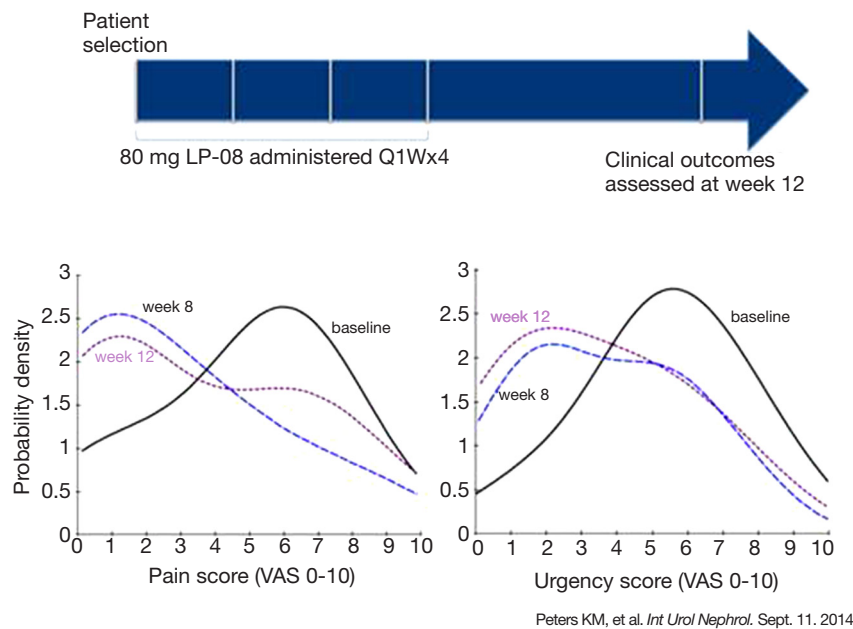 Patient
selection
80 mg LP-08 administered Q1Wx4
Clinical outcomes
assessed at week 12
Probability density
3
2.5
2
1.5
1
0.5
0
week 8
week 12
baseline
0 1 2 3 4 5 6 7 8 9 10
Pain score (VAS 0-10)
3
2.5
2
1.5
1
0.5
0
week 12
week 8
baseline
0 1 2 3 4 5 6 7 8 9 10
Urgency score (VAS 0-10)
Peters KM, et al. Int Urol Nephrol. Sept. 11. 2014